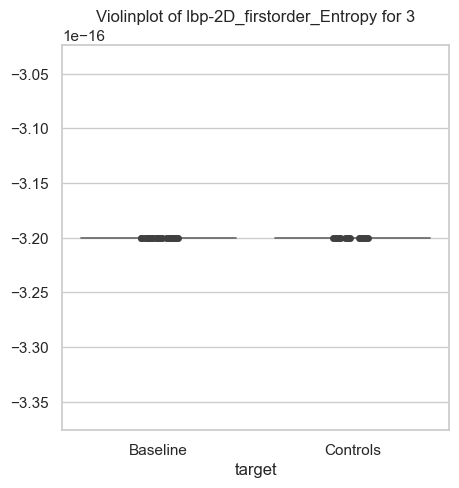 Violinplot of lbp-2D_firstorder_Entropy for 3
1e−16
−3.05
−3.10
−3.15
−3.20
−3.25
−3.30
−3.35
Baseline Controls
target